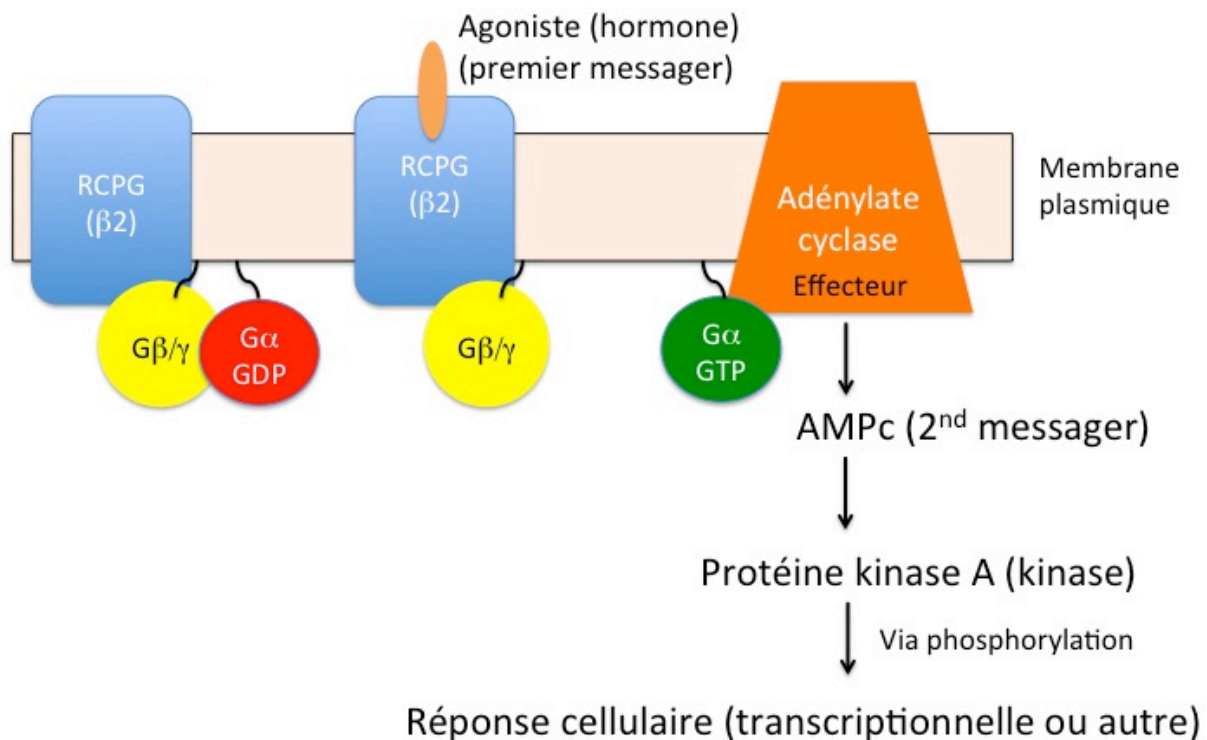 Agoniste (hormone)
(premier messager)
RCPG
(β2)
RCPG
(β2)
Adénylate
cyclase
Effecteur
Membrane
plasmique
Gβ/γ
Gα
GDP
Gβ/γ
Gα
GTP
AMPc (2nd messager)
Protéine kinase A (kinase)
Via phosphorylation
Réponse cellulaire (transcriptionnelle ou autre)